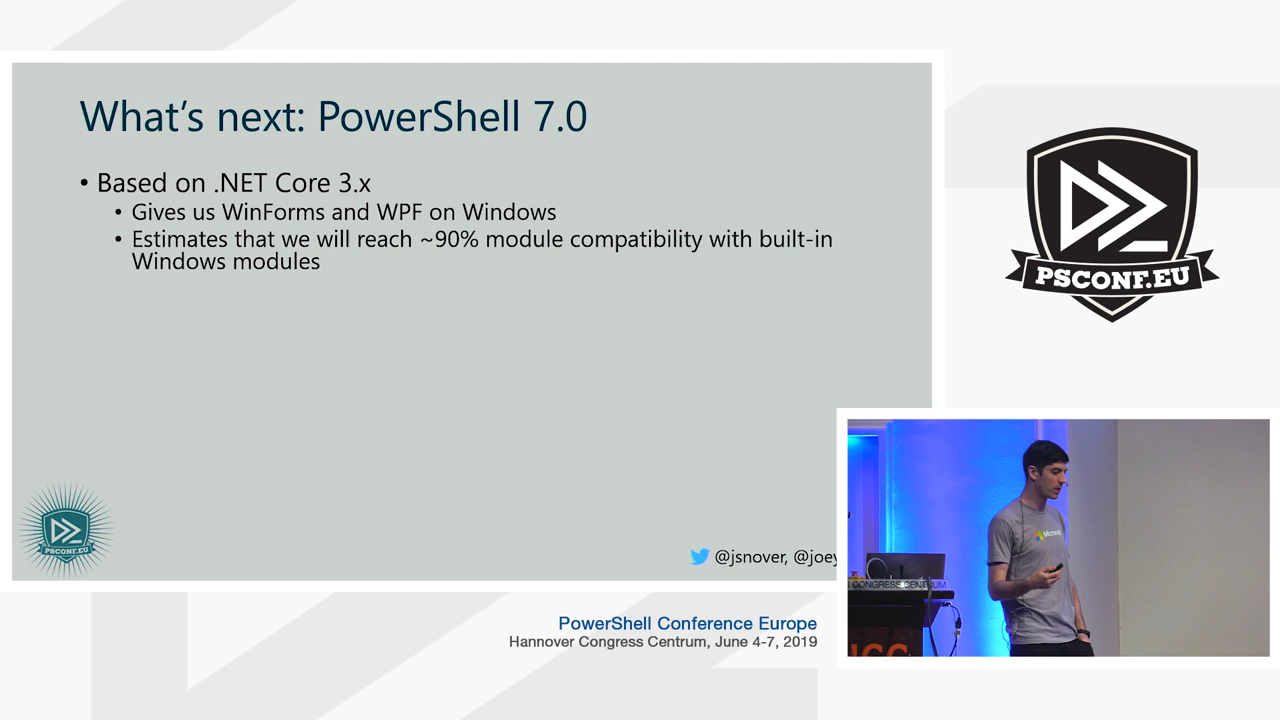 What's next: PowerShell 7.0
• Based on .NET Core 3.x
• Gives us WinForms and WPF on Windows
• Estimates that we will reach ~90% module compatibility with built-in
Windows modules
PSCONF.EU
PSCONF.EU
@jsnover, @joey
Microsoft
CONGRESS CENTRUM
HCC
PowerShell Conference Europe
Hannover Congress Centrum, June 4-7, 2019